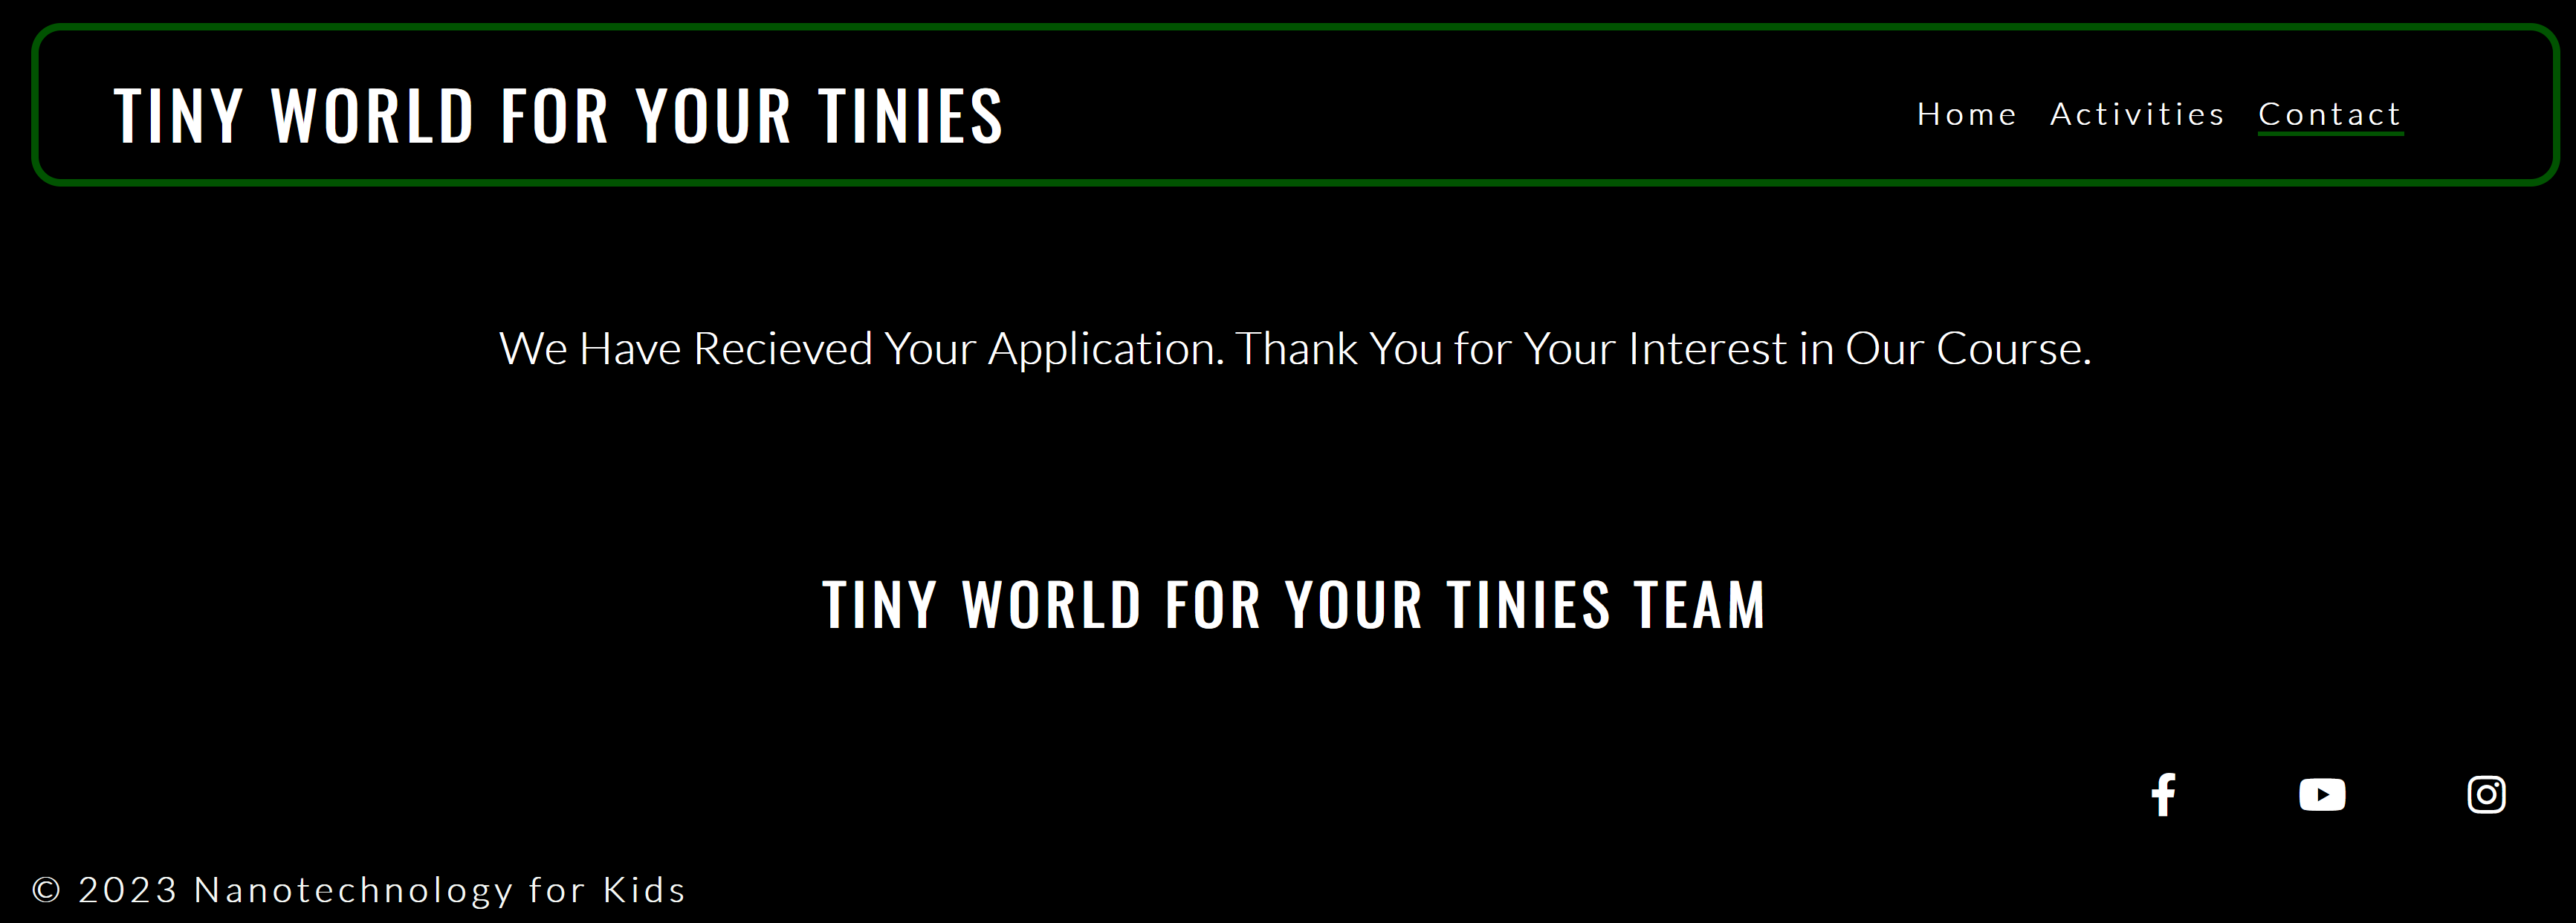 TINY WORLD FOR YOUR TINIES
Home Activities Contact
We Have Recieved Your Application. Thank You for Your Interest in Our Course.
TINY WORLD FOR YOUR TINIES TEAM
© 2023 Nanotechnology for Kids